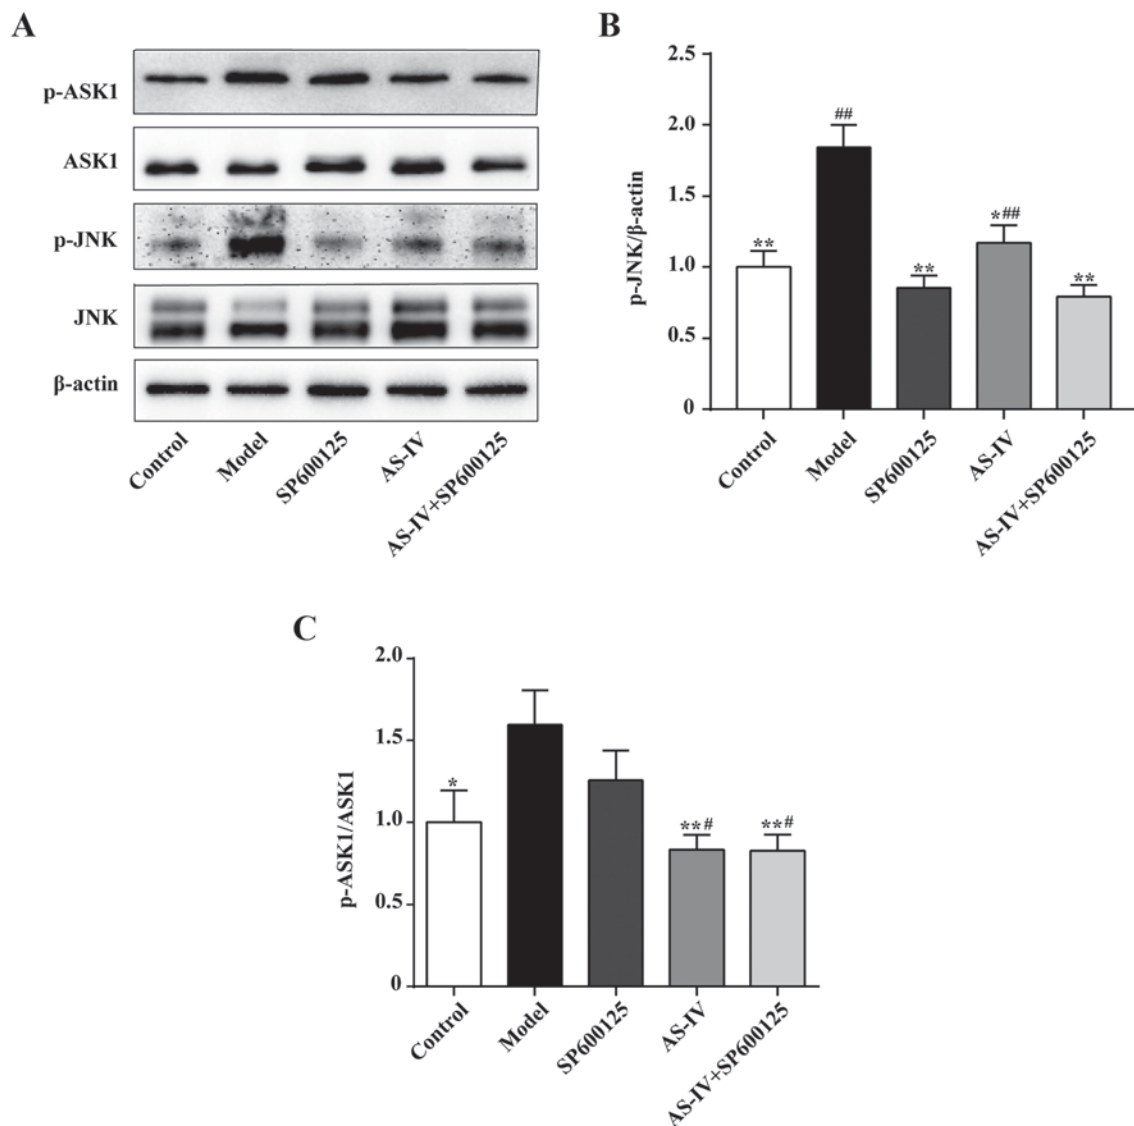 A
p-ASK1
ASK1
p-JNK
JNK
β-actin
Control
Model
SP600125
AS-IV
AS-IV+SP600125
B
p-JNK/β-actin
2.5
2.0
1.5
1.0
0.5
0
**
##
**
*##
**
Control
Model
SP600125
AS-IV
AS-IV+SP600125
C
p-ASK1/ASK1
2.0
1.5
1.0
0.5
0
*
**#
**#
Control
Model
SP600125
AS-IV
AS-IV+SP600125